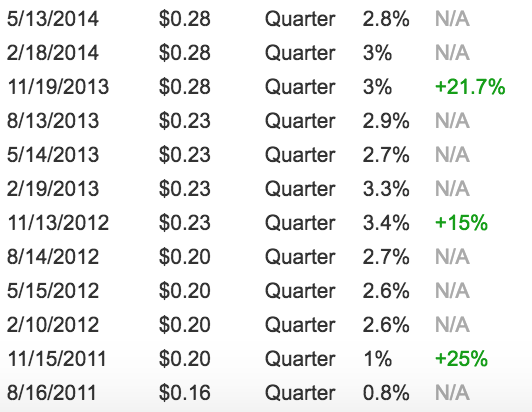 5/13/2014 $0.28 Quarter 2.8% N/A
2/18/2014 $0.28 Quarter 3% N/A
11/19/2013 $0.28 Quarter 3% +21.7%
8/13/2013 $0.23 Quarter 2.9% N/A
5/14/2013 $0.23 Quarter 2.7% N/A
2/19/2013 $0.23 Quarter 3.3% N/A
11/13/2012 $0.23 Quarter 3.4% +15%
8/14/2012 $0.20 Quarter 2.7% N/A
5/15/2012 $0.20 Quarter 2.6% N/A
2/10/2012 $0.20 Quarter 2.6% N/A
11/15/2011 $0.20 Quarter 1% +25%
8/16/2011 $0.16 Quarter 0.8% N/A